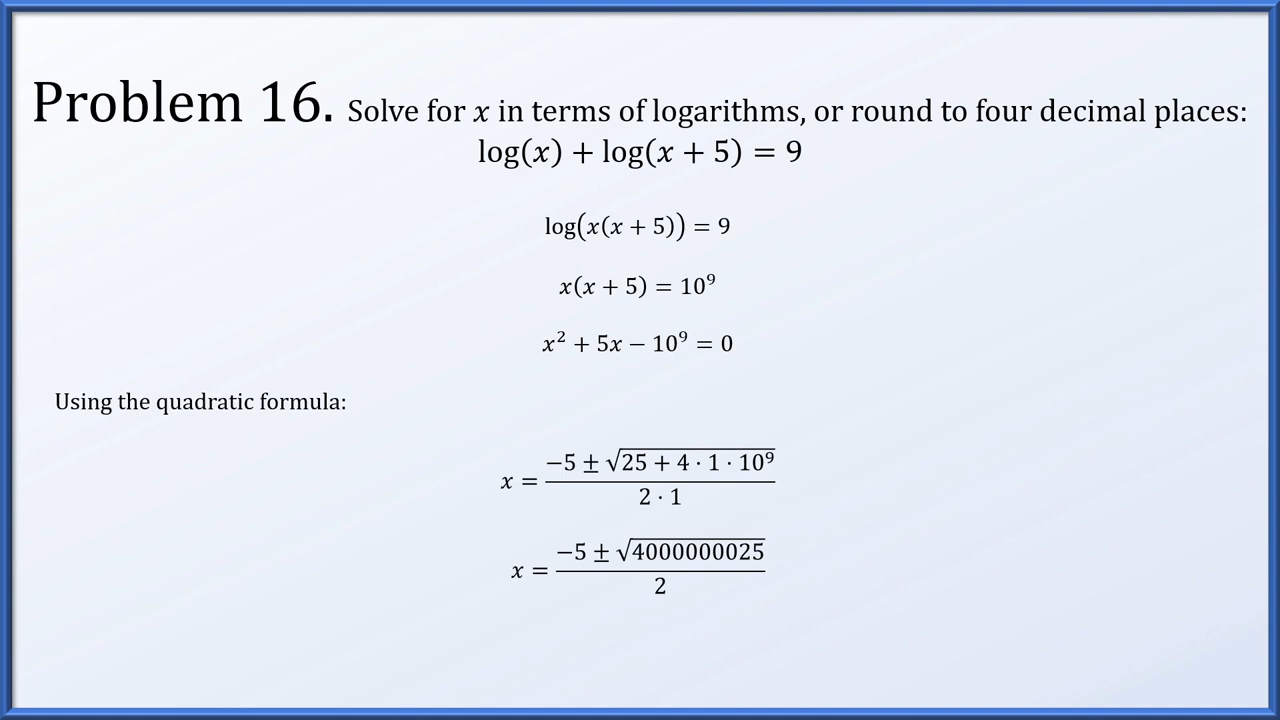 Problem 16. Solve for x in terms of logarithms, or round to four decimal places:
log(x) + log(x + 5) = 9
log(x(x + 5)) = 9
x(x + 5) = 10⁹
x² + 5x − 10⁹ = 0
Using the quadratic formula:
x = (−5 ± √(25 + 4 · 1 · 10⁹)) / (2 · 1)
x = (−5 ± √4000000025) / 2